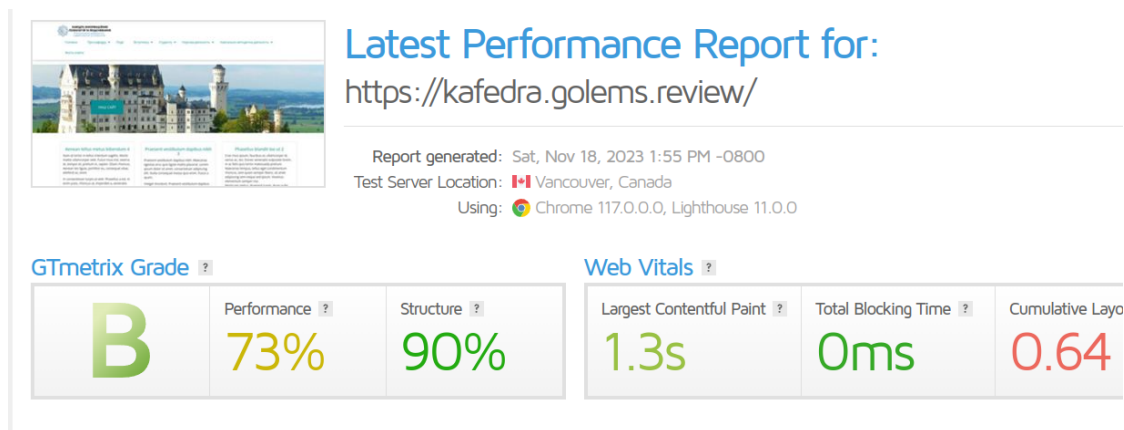 Latest Performance Report for:
https://kafedra.golems.review/
Report generated: Sat, Nov 18, 2023 1:55 PM -0800
Test Server Location: Vancouver, Canada
Using: Chrome 117.0.0.0, Lighthouse 11.0.0
GTmetrix Grade ?
Web Vitals ?
B
Performance ?
73%
Structure ?
90%
Largest Contentful Paint ?
1.3s
Total Blocking Time ?
0ms
Cumulative Layo
0.64